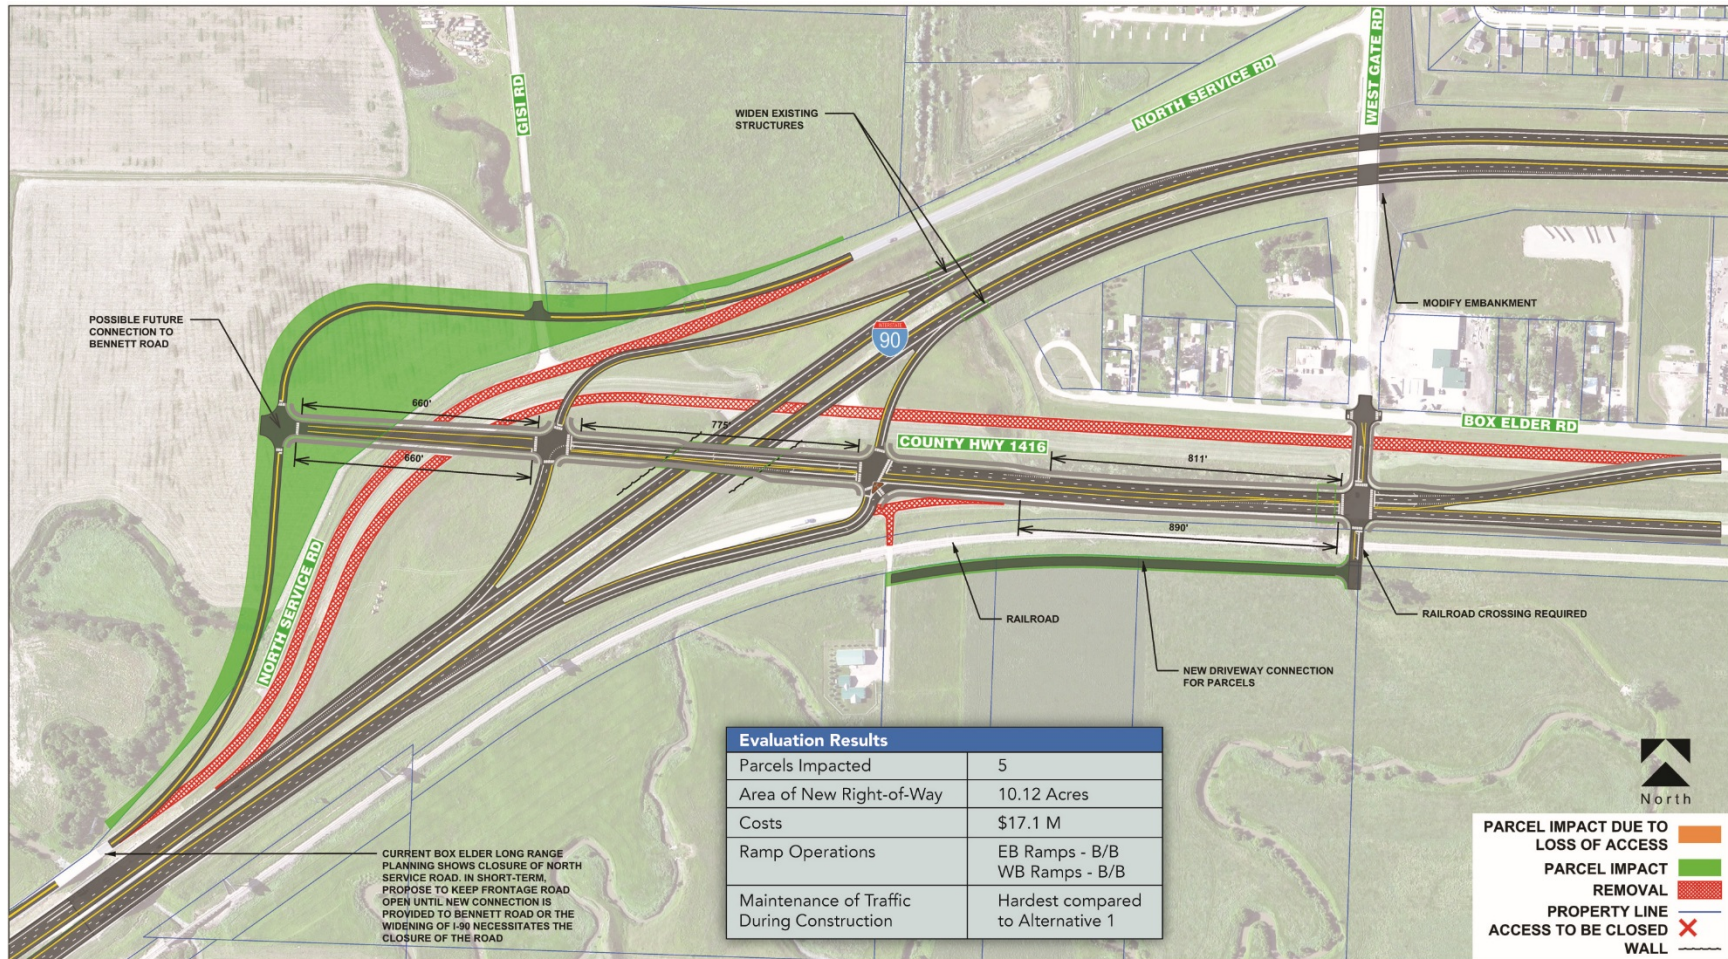 WEST GATE RD
GISI RD
NORTH SERVICE RD
WIDEN EXISTING
STRUCTURES
MODIFY EMBANKMENT
POSSIBLE FUTURE
CONNECTION TO
BENNETT ROAD
INTERSTATE
90
660'
775'
660'
COUNTY HWY 1416
BOX ELDER RD
811'
890'
NORTH SERVICE RD
RAILROAD
RAILROAD CROSSING REQUIRED
NEW DRIVEWAY CONNECTION
FOR PARCELS
CURRENT BOX ELDER LONG RANGE
PLANNING SHOWS CLOSURE OF NORTH
SERVICE ROAD. IN SHORT-TERM,
PROPOSE TO KEEP FRONTAGE ROAD
OPEN UNTIL NEW CONNECTION IS
PROVIDED TO BENNETT ROAD OR THE
WIDENING OF I-90 NECESSITATES THE
CLOSURE OF THE ROAD
Evaluation Results
Parcels Impacted 5
Area of New Right-of-Way 10.12 Acres
Costs $17.1 M
Ramp Operations EB Ramps - B/B
WB Ramps - B/B
Maintenance of Traffic Hardest compared
During Construction to Alternative 1
North
PARCEL IMPACT DUE TO
LOSS OF ACCESS
PARCEL IMPACT
REMOVAL
PROPERTY LINE
ACCESS TO BE CLOSED
WALL